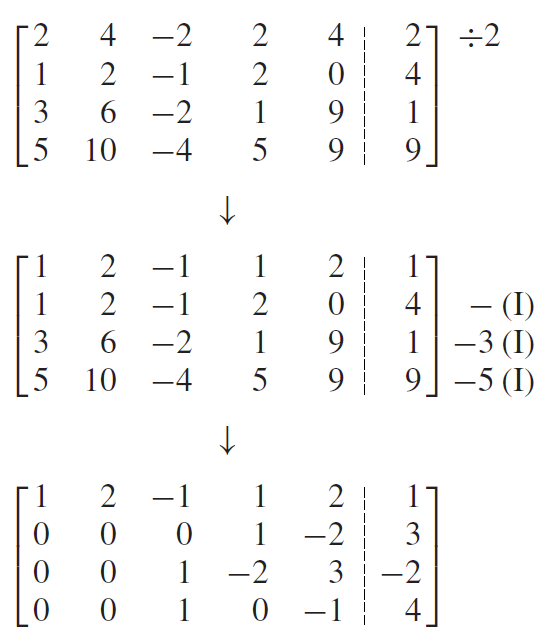 2 4 −2 2 4 2 ÷2
1 2 −1 2 0 4
3 6 −2 1 9 1
5 10 −4 5 9 9
↓
1 2 −1 1 2 1
1 2 −1 2 0 4 − (I)
3 6 −2 1 9 1 −3 (I)
5 10 −4 5 9 9 −5 (I)
↓
1 2 −1 1 2 1
0 0 0 1 −2 3
0 0 1 −2 3 −2
0 0 1 0 −1 4